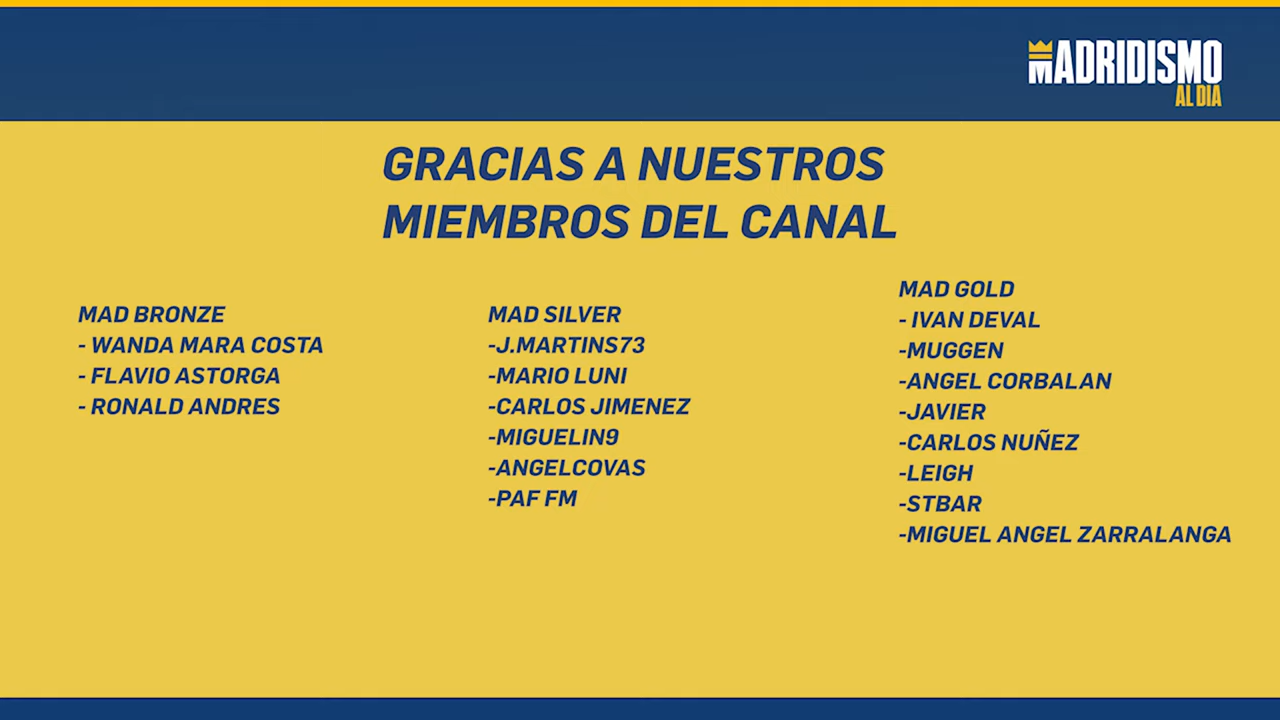 MADRIDISMO
AL DIA
GRACIAS A NUESTROS
MIEMBROS DEL CANAL
MAD BRONZE
- WANDA MARA COSTA
- FLAVIO ASTORGA
- RONALD ANDRES
MAD SILVER
-J.MARTINS73
-MARIO LUNI
-CARLOS JIMENEZ
-MIGUELIN9
-ANGELCOVAS
-PAF FM
MAD GOLD
- IVAN DEVAL
-MUGGEN
-ANGEL CORBALAN
-JAVIER
-CARLOS NUÑEZ
-LEIGH
-STBAR
-MIGUEL ANGEL ZARRALANGA